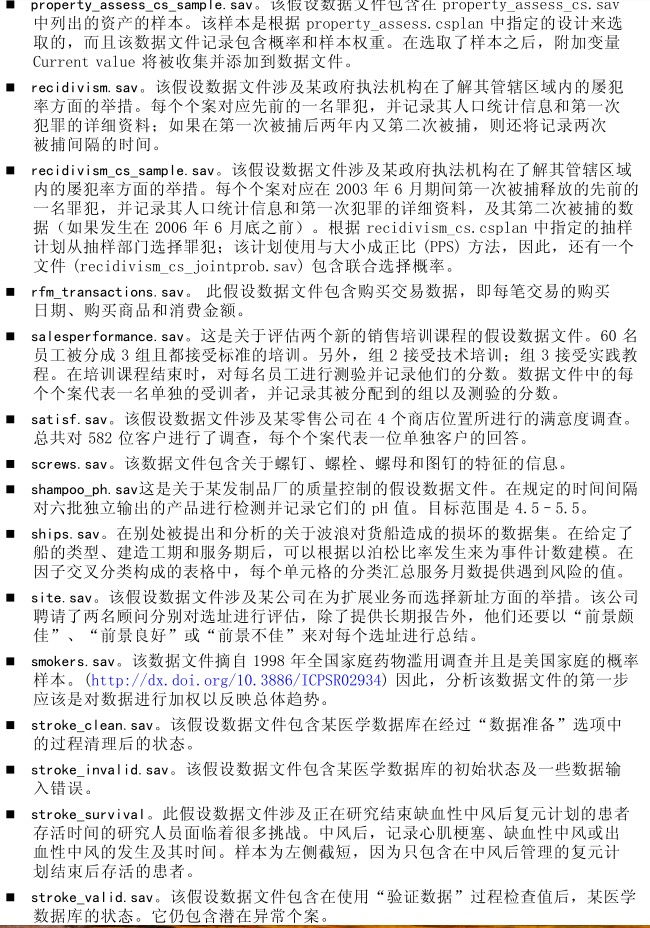 property_assess_cs_sample.sav。该假设数据文件包含在 property_assess_cs.sav
中列出的资产的样本。该样本是根据 property_assess.csplan 中指定的设计来选
取的，而且该数据文件记录包含概率和样本权重。在选取了样本之后，附加变量
Current value 将被收集并添加到数据文件。
■ recidivism.sav。该假设数据文件涉及某政府执法机构在了解其管辖区域内的屡犯
率方面的举措。每个个案对应先前的一名罪犯，并记录其人口统计信息和第一次
犯罪的详细资料；如果在第一次被捕后两年内又第二次被捕，则还将记录两次
被捕间隔的时间。
■ recidivism_cs_sample.sav。该假设数据文件涉及某政府执法机构在了解其管辖区域
内的屡犯率方面的举措。每个个案对应在 2003 年 6 月期间第一次被捕释放的先前的
一名罪犯，并记录其人口统计信息和第一次犯罪的详细资料，及其第二次被捕的数
据（如果发生在 2006 年 6 月底之前）。根据 recidivism_cs.csplan 中指定的抽样
计划从抽样部门选择罪犯；该计划使用与大小成正比 (PPS) 方法，因此，还有一个
文件 (recidivism_cs_jointprob.sav) 包含联合选择概率。
■ rfm_transactions.sav。 此假设数据文件包含购买交易数据，即每笔交易的购买
日期、购买商品和消费金额。
■ salesperformance.sav。这是关于评估两个新的销售培训课程的假设数据文件。60 名
员工被分成 3 组且都接受标准的培训。另外，组 2 接受技术培训；组 3 接受实践教
程。在培训课程结束时，对每名员工进行测验并记录他们的分数。数据文件中的每
个个案代表一名单独的受训者，并记录其被分配到的组以及测验的分数。
■ satisf.sav。该假设数据文件涉及某零售公司在 4 个商店位置所进行的满意度调查。
总共对 582 位客户进行了调查，每个个案代表一位单独客户的回答。
■ screws.sav。该数据文件包含关于螺钉、螺栓、螺母和图钉的特征的信息。
■ shampoo_ph.sav这是关于某发制品厂的质量控制的假设数据文件。在规定的时间间隔
对六批独立输出的产品进行检测并记录它们的 pH 值。目标范围是 4.5–5.5。
■ ships.sav。在别处被提出和分析的关于波浪对货船造成的损坏的数据集。在给定了
船的类型、建造工期和服务期后，可以根据以泊松比率发生来为事件计数建模。在
因子交叉分类构成的表格中，每个单元格的分类汇总服务月数提供遇到风险的值。
■ site.sav。该假设数据文件涉及某公司在为扩展业务而选择新址方面的举措。该公司
聘请了两名顾问分别对选址进行评估，除了提供长期报告外，他们还要以“前景颇
佳”、“前景良好”或“前景不佳”来对每个选址进行总结。
■ smokers.sav。该数据文件摘自 1998 年全国家庭药物滥用调查并且是美国家庭的概率
样本。(http://dx.doi.org/10.3886/ICPSR02934) 因此，分析该数据文件的第一步
应该是对数据进行加权以反映总体趋势。
■ stroke_clean.sav。该假设数据文件包含某医学数据库在经过“数据准备”选项中
的过程清理后的状态。
■ stroke_invalid.sav。该假设数据文件包含某医学数据库的初始状态及一些数据输
入错误。
■ stroke_survival。此假设数据文件涉及正在研究结束缺血性中风后复元计划的患者
存活时间的研究人员面临着很多挑战。中风后，记录心肌梗塞、缺血性中风或出
血性中风的发生及其时间。样本为左侧截短，因为只包含在中风后管理的复元计
划结束后存活的患者。
■ stroke_valid.sav。该假设数据文件包含在使用“验证数据”过程检查值后，某医学
数据库的状态。它仍包含潜在异常个案。